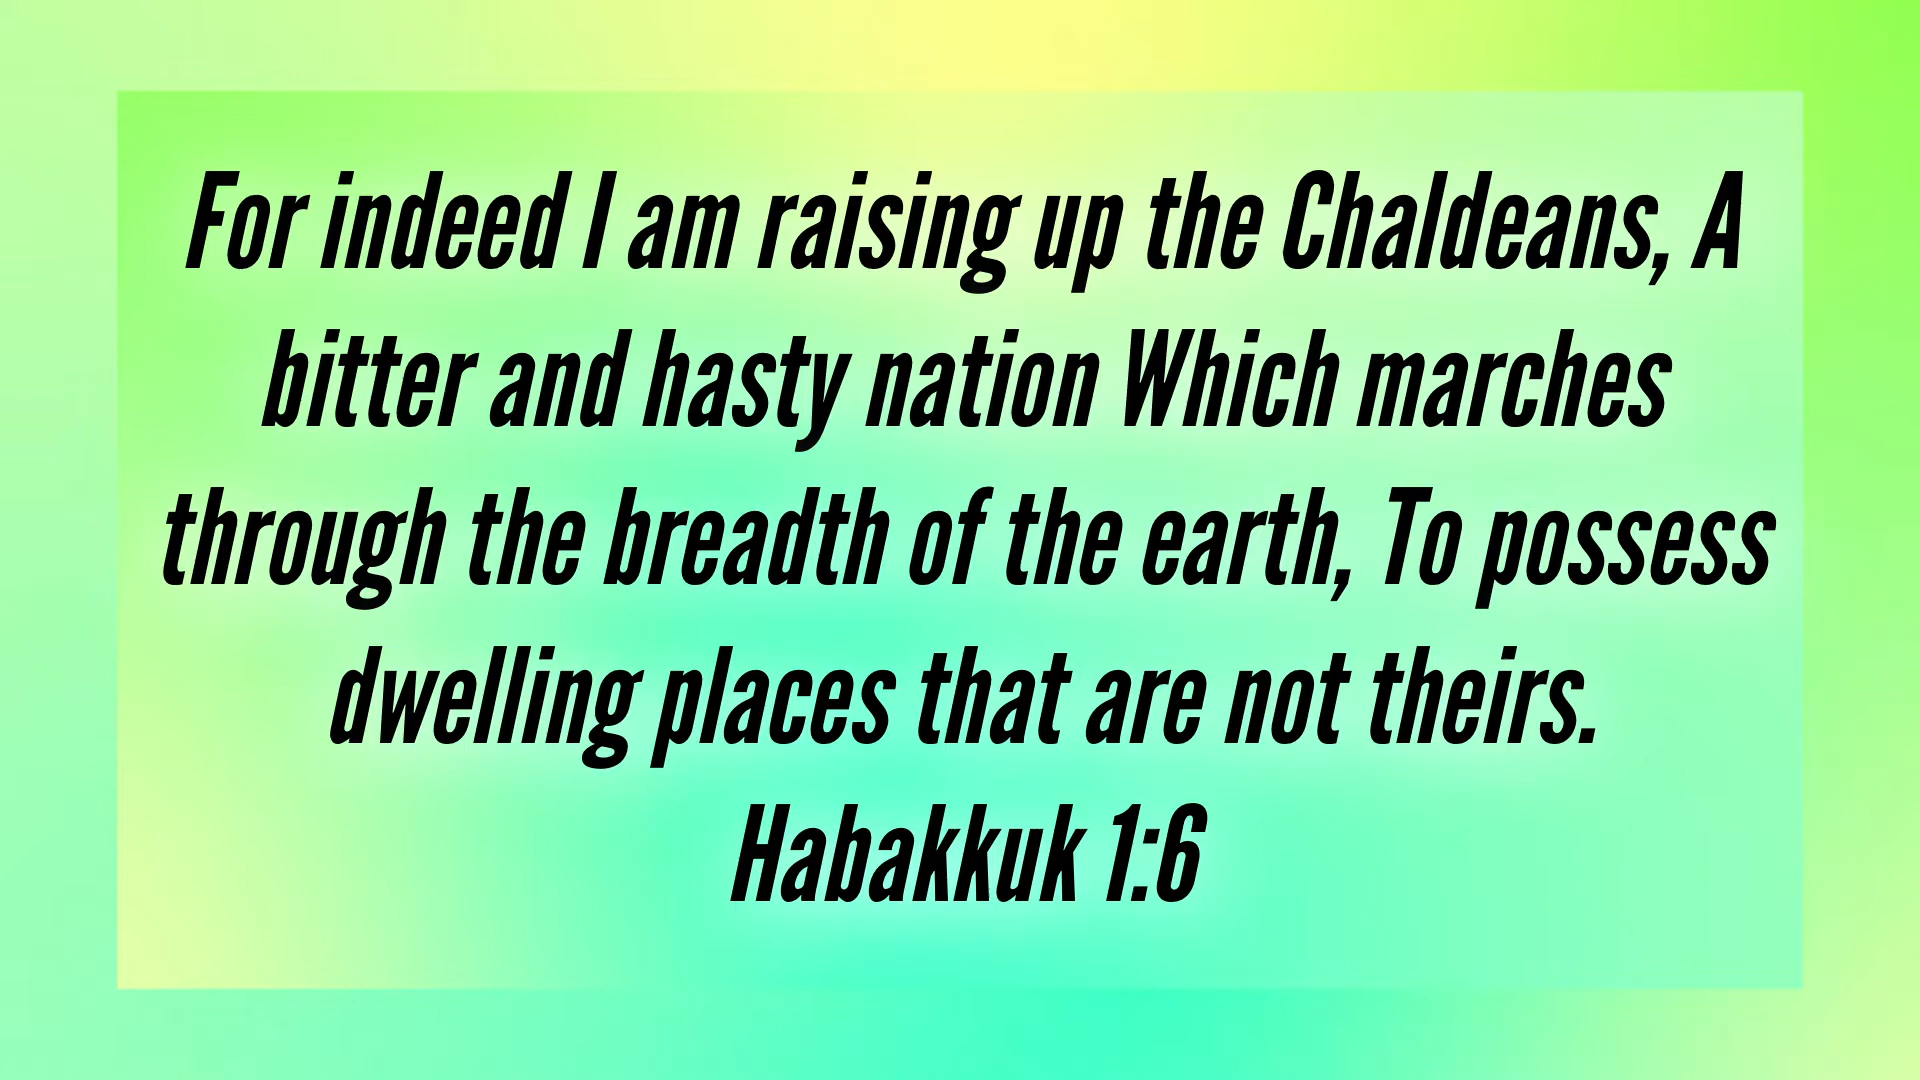 For indeed I am raising up the Chaldeans, A
bitter and hasty nation Which marches
through the breadth of the earth, To possess
dwelling places that are not theirs.
Habakkuk 1:6